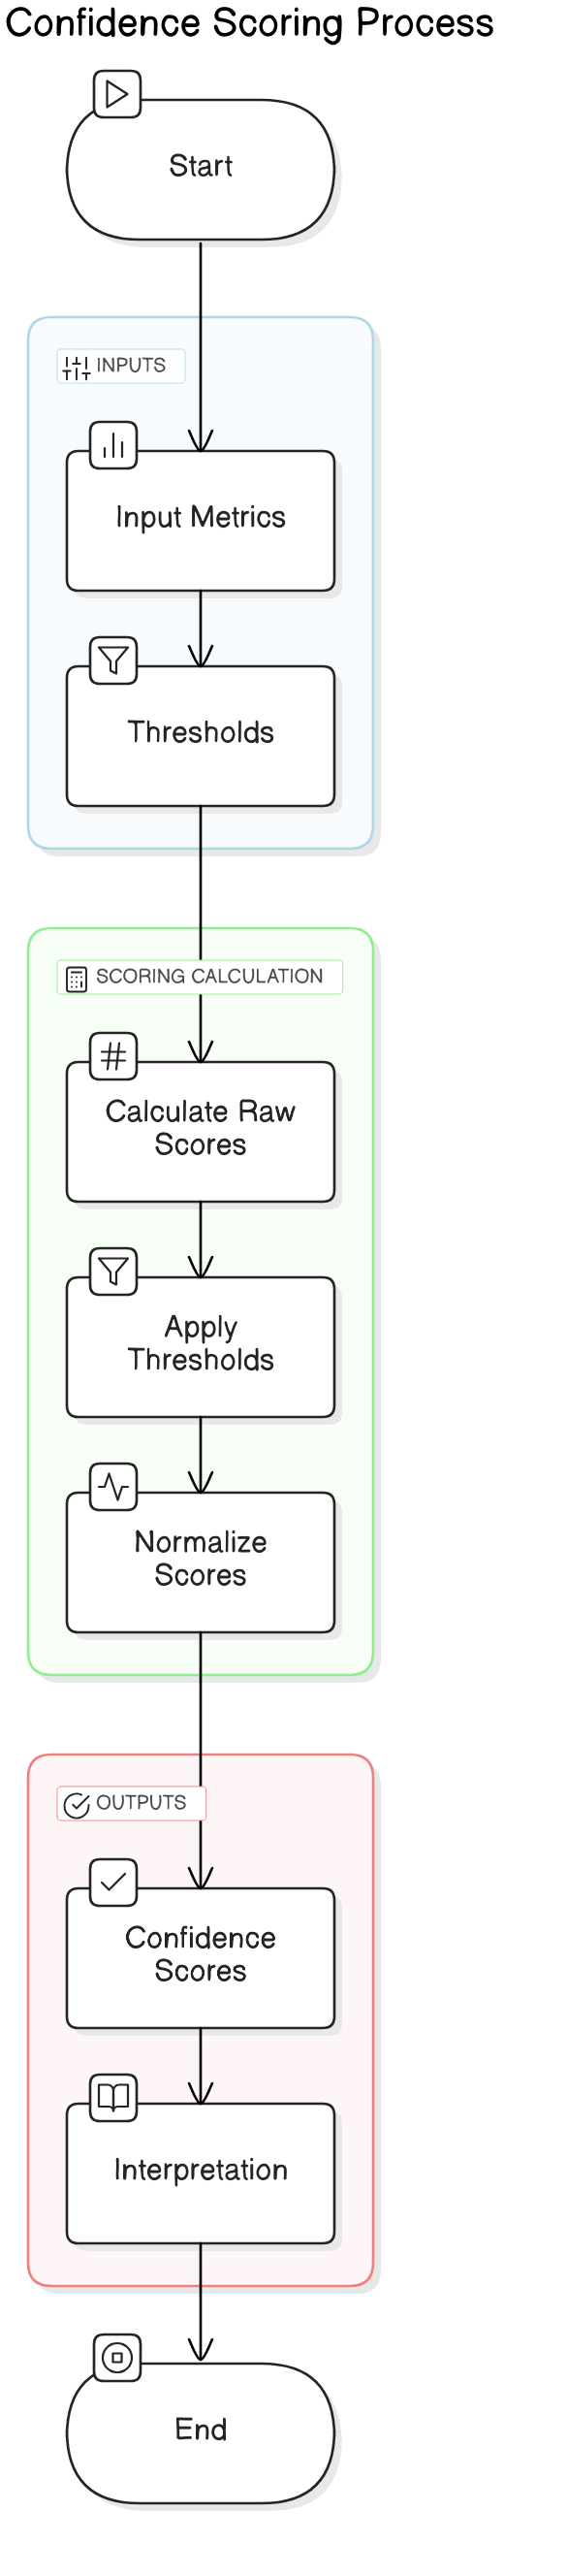 Confidence Scoring Process
Start
INPUTS
Input Metrics
Thresholds
SCORING CALCULATION
Calculate Raw
Scores
Apply
Thresholds
Normalize
Scores
OUTPUTS
Confidence
Scores
Interpretation
End